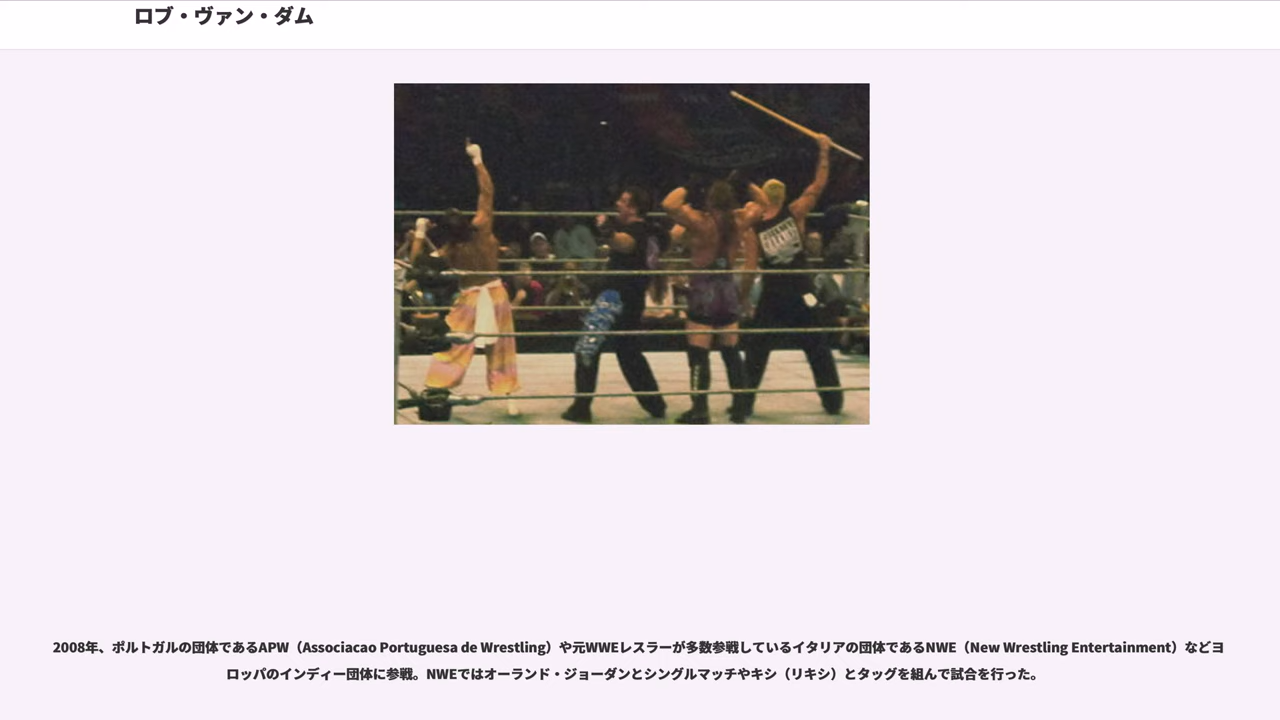 ロブ・ヴァン・ダム
2008年、ポルトガルの団体であるAPW（Associacao Portuguesa de Wrestling）や元WWEレスラーが多数参戦しているイタリアの団体であるNWE（New Wrestling Entertainment）などヨ
ロッパのインディー団体に参戦。NWEではオーランド・ジョーダンとシングルマッチやキシ（リキシ）とタッグを組んで試合を行った。